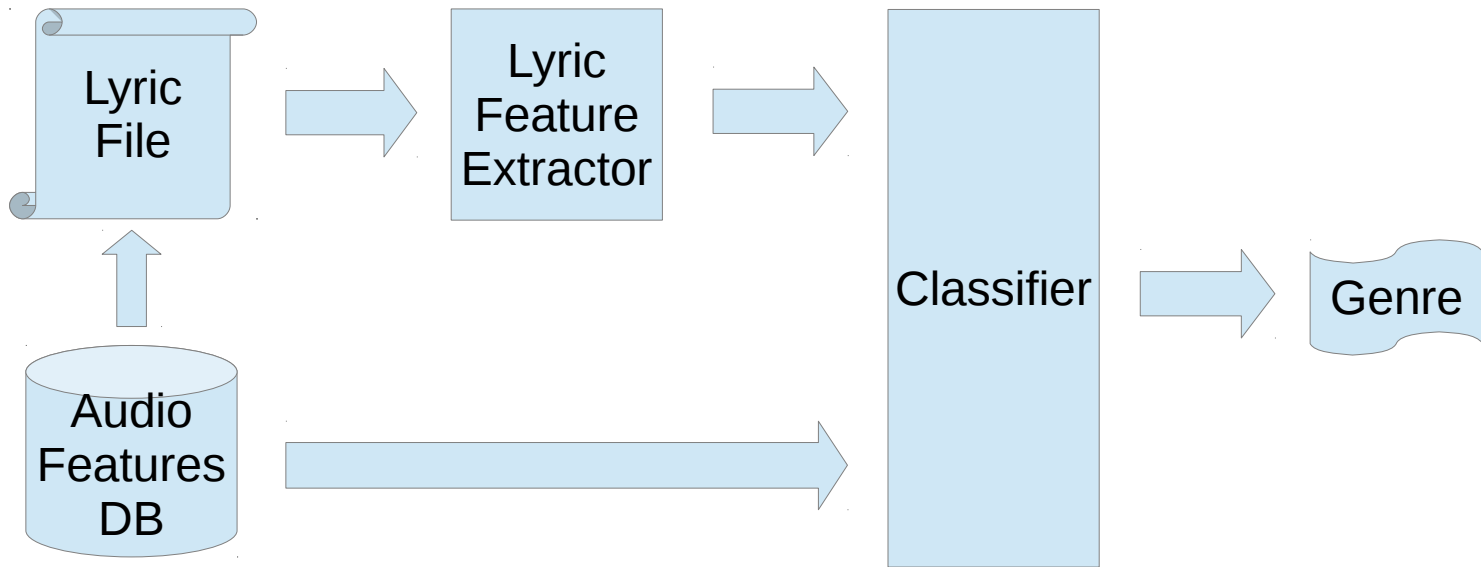 Lyric
File
Lyric
Feature
Extractor
Classifier
Genre
Audio
Features
DB